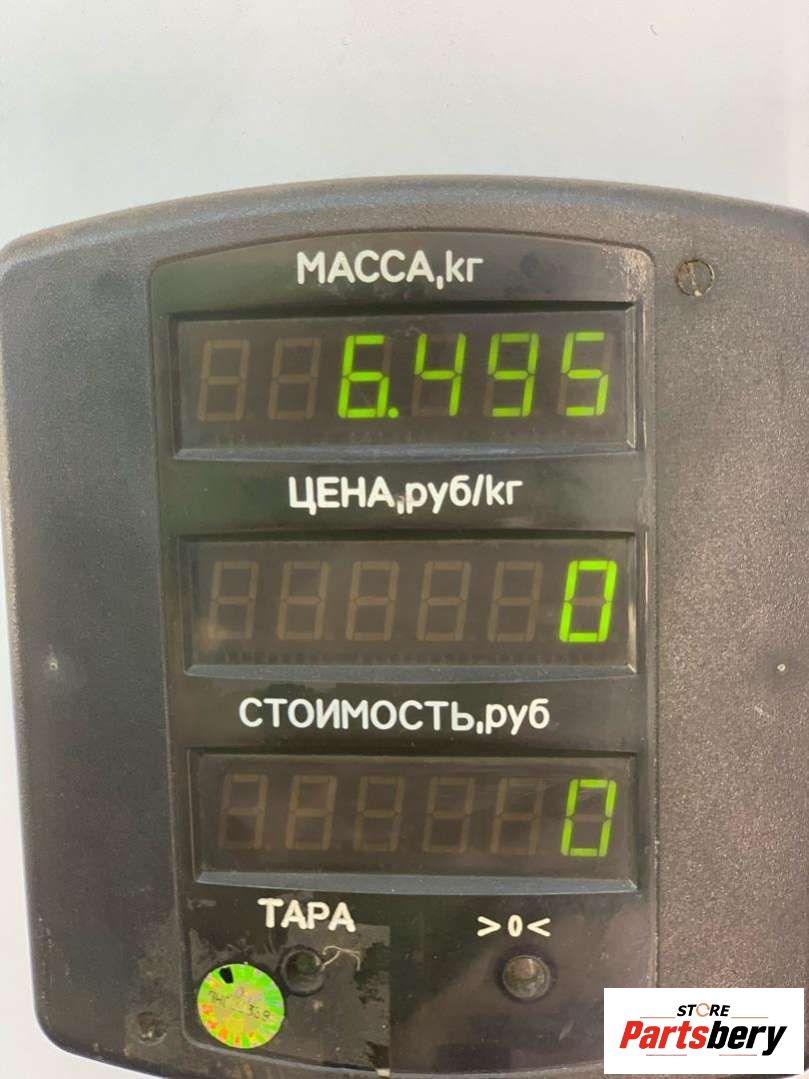 МАССА,кг
6.495
ЦЕНА,руб/кг
0
СТОИМОСТЬ,руб
0
ТАРА >0<
STORE
Partsbery